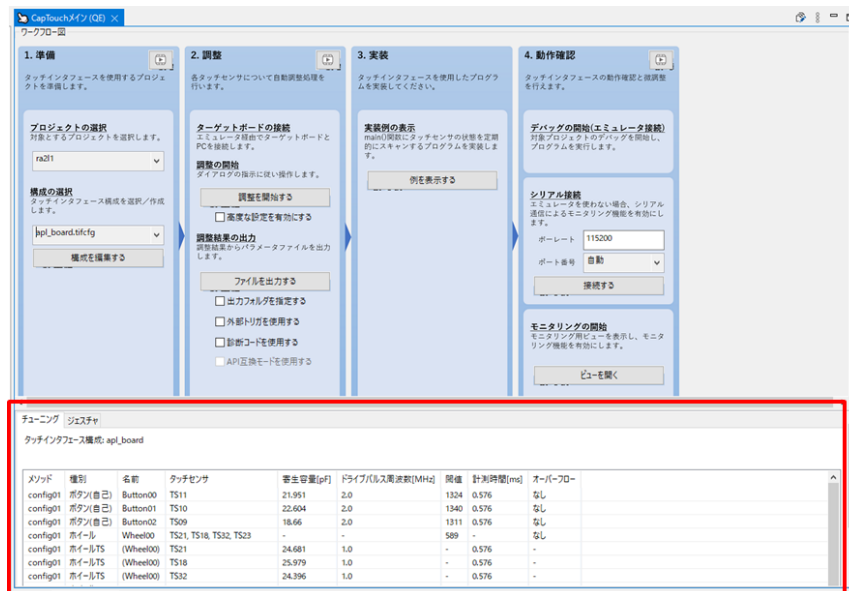 CapTouchメイン (QE)
ワークフロー図
1. 準備
タッチインタフェースを使用するプロジェ
クトを準備します。
プロジェクトの選択
対象とするプロジェクトを選択します。
ra2l1
構成の選択
タッチインタフェース構成を選択/作成
します。
apl_board.tifcfg
構成を編集する
2. 調整
各タッチセンサについて自動調整処理を
行います。
ターゲットボードの接続
エミュレータ経由でターゲットボードと
PCを接続します。
調整の開始
ダイアログの指示に従い操作します。
調整を開始する
高度な設定を有効にする
調整結果の出力
調整結果からパラメータファイルを出力
します。
ファイルを出力する
出力フォルダを指定する
外部トリガを使用する
診断コードを使用する
API互換モードを使用する
3. 実装
タッチインタフェースを使用したプログラ
ムを実装してください。
実装例の表示
main()関数にタッチセンサの状態を定期
的にスキャンするプログラムを実装しま
す。
例を表示する
4. 動作確認
タッチインタフェースの動作確認と微調整
を行えます。
デバッグの開始(エミュレータ接続)
対象プロジェクトのデバッグを開始し、
プログラムを実行します。
シリアル接続
エミュレータを使わない場合、シリアル
通信によるモニタリング機能を有効にし
ます。
ボーレート 115200
ポート番号 自動
接続する
モニタリングの開始
モニタリング用ビューを表示し、モニタ
リング機能を有効にします。
ビューを開く
チューニング ジェスチャ
タッチインタフェース構成: apl_board
メソッド 種別 名前 タッチセンサ 寄生容量[pF] ドライブパルス周波数[MHz] 閾値 計測時間[ms] オーバーフロー
config01 ボタン(自己) Button00 TS11 21.951 2.0 1324 0.576 なし
config01 ボタン(自己) Button01 TS10 22.604 2.0 1340 0.576 なし
config01 ボタン(自己) Button02 TS09 18.66 2.0 1311 0.576 なし
config01 ホイール Wheel00 TS21, TS18, TS32, TS23 - - 589 - なし
config01 ホイールTS (Wheel00) TS21 24.681 1.0 - 0.576 -
config01 ホイールTS (Wheel00) TS18 25.979 1.0 - 0.576 -
config01 ホイールTS (Wheel00) TS32 24.396 1.0 - 0.576 -